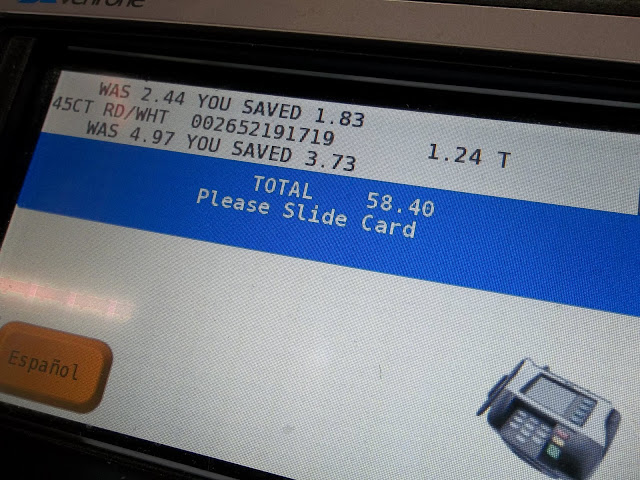 Verifone
WAS 2.44 YOU SAVED 1.83
45CT RD/WHT 002652191719 1.24 T
WAS 4.97 YOU SAVED 3.73
TOTAL 58.40
Please Slide Card
Español